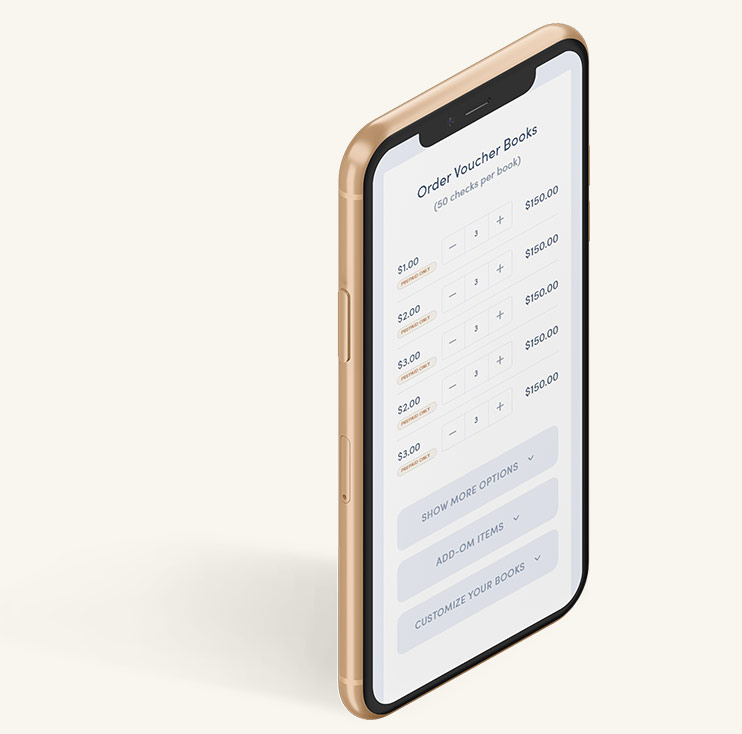 Order Voucher Books
(50 checks per book)
$1.00 − 3 + $150.00
PREPAID ONLY
$2.00 − 3 + $150.00
PREPAID ONLY
$3.00 − 3 + $150.00
PREPAID ONLY
$2.00 − 3 + $150.00
PREPAID ONLY
$3.00 − 3 + $150.00
PREPAID ONLY
SHOW MORE OPTIONS
ADD-OM ITEMS
CUSTOMIZE YOUR BOOKS